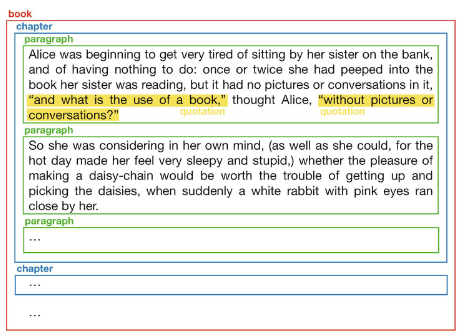 book
chapter
paragraph
Alice was beginning to get very tired of sitting by her sister on the bank,
and of having nothing to do: once or twice she had peeped into the
book her sister was reading, but it had no pictures or conversations in it,
“and what is the use of a book,” thought Alice, “without pictures or
conversations?”
quotation quotation
paragraph
So she was considering in her own mind, (as well as she could, for the
hot day made her feel very sleepy and stupid,) whether the pleasure of
making a daisy-chain would be worth the trouble of getting up and
picking the daisies, when suddenly a white rabbit with pink eyes ran
close by her.
paragraph
...
chapter
...
...